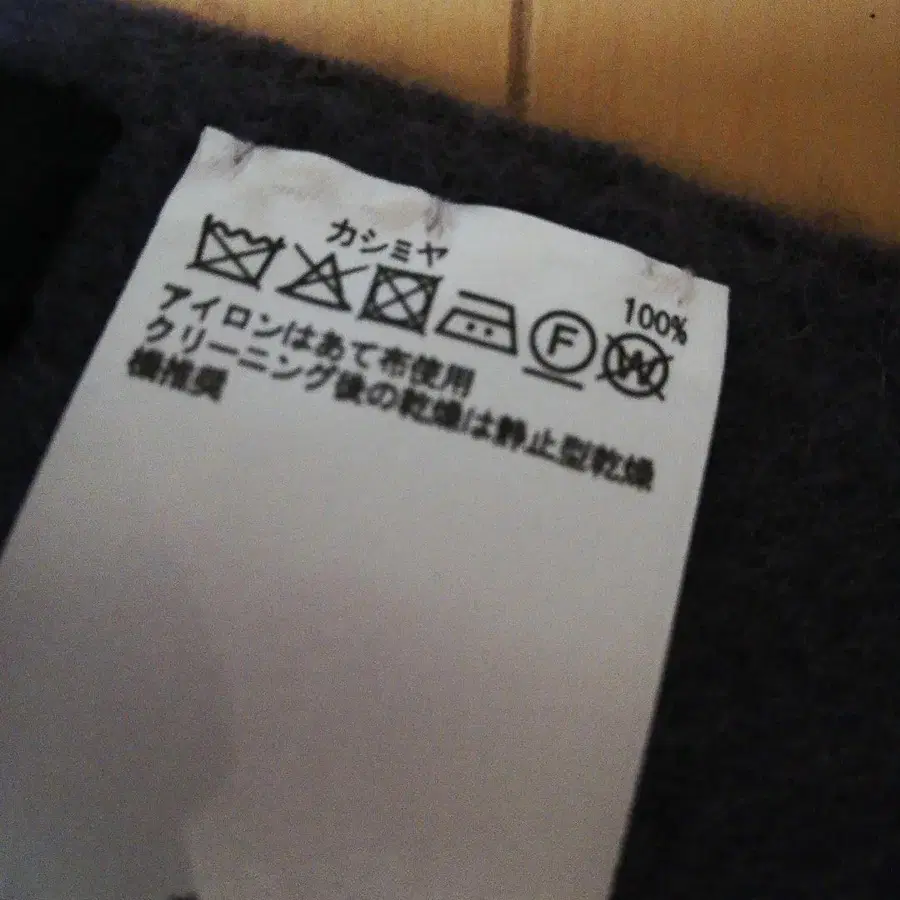 カシミヤ 100%
F W
アイロンはあて布使用
クリーニング後の乾燥は静止型乾燥
機推奨